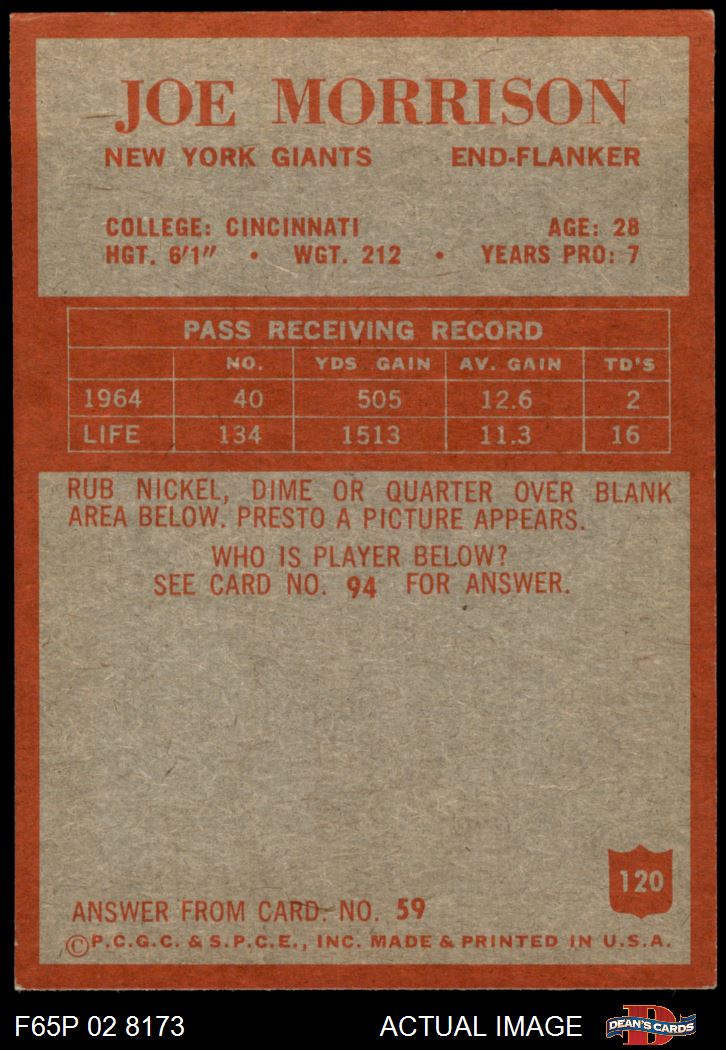 JOE MORRISON
NEW YORK GIANTS END-FLANKER
COLLEGE: CINCINNATI AGE: 28
HGT. 6'1" • WGT. 212 • YEARS PRO: 7
PASS RECEIVING RECORD
NO. YDS GAIN AV. GAIN TD'S
1964 40 505 12.6 2
LIFE 134 1513 11.3 16
RUB NICKEL, DIME OR QUARTER OVER BLANK
AREA BELOW. PRESTO A PICTURE APPEARS.
WHO IS PLAYER BELOW?
SEE CARD NO. 94 FOR ANSWER.
120
ANSWER FROM CARD. NO. 59
©P.C.G.C. & S.P.C.E., INC. MADE & PRINTED IN U.S.A.
F65P 02 8173 ACTUAL IMAGE DEAN'S CARDS